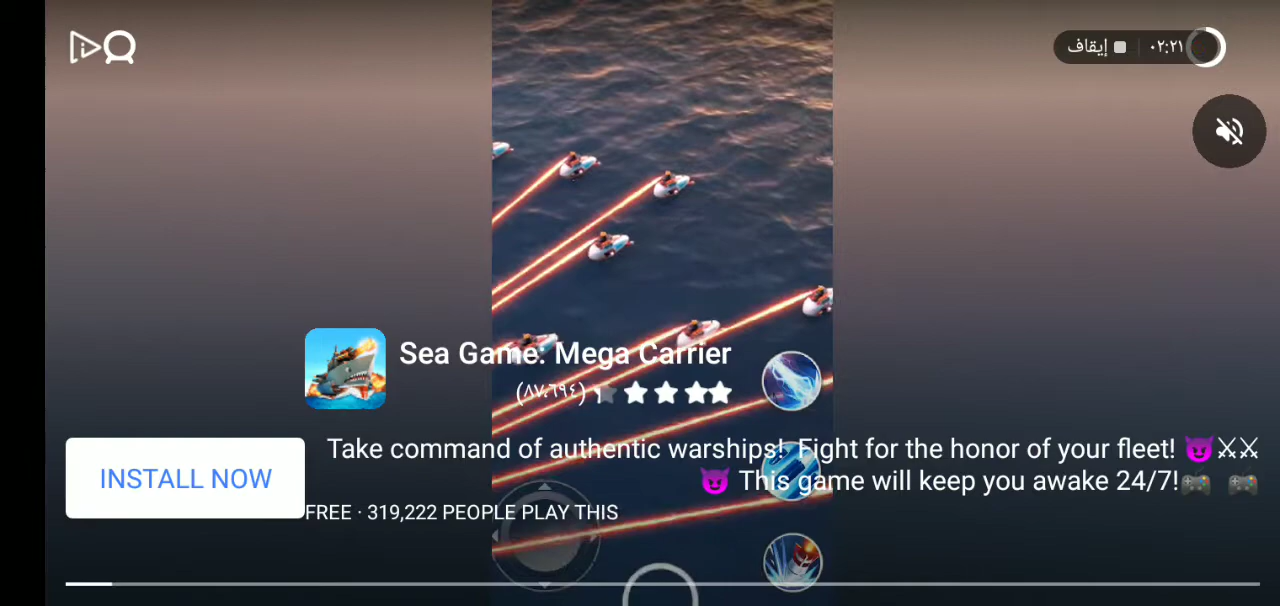 إيقاف
٠٢:٢١
Sea Game: Mega Carrier
(٨٧،٦٩٤)
Take command of authentic warships! Fight for the honor of your fleet! 😈⚔⚔
😈 This game will keep you awake 24/7!🎮 🎮
INSTALL NOW
FREE · 319,222 PEOPLE PLAY THIS